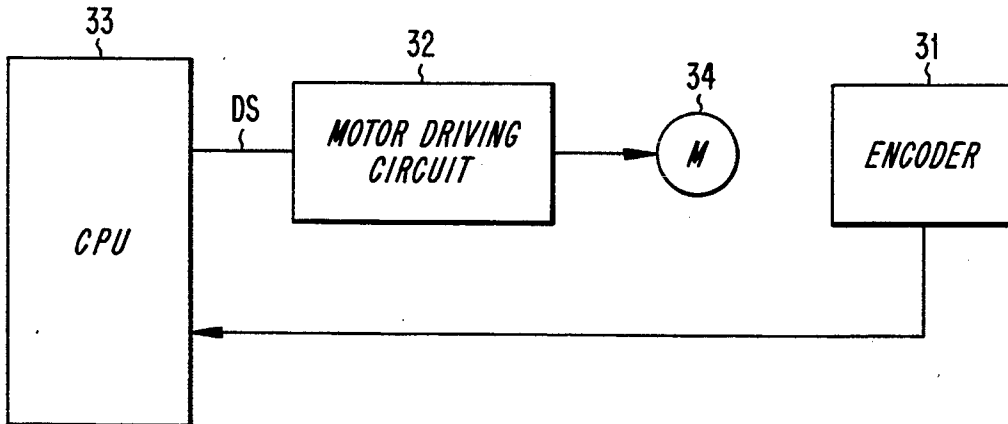 33
32
34
31
DS
MOTOR DRIVING
CIRCUIT
M
ENCODER
CPU